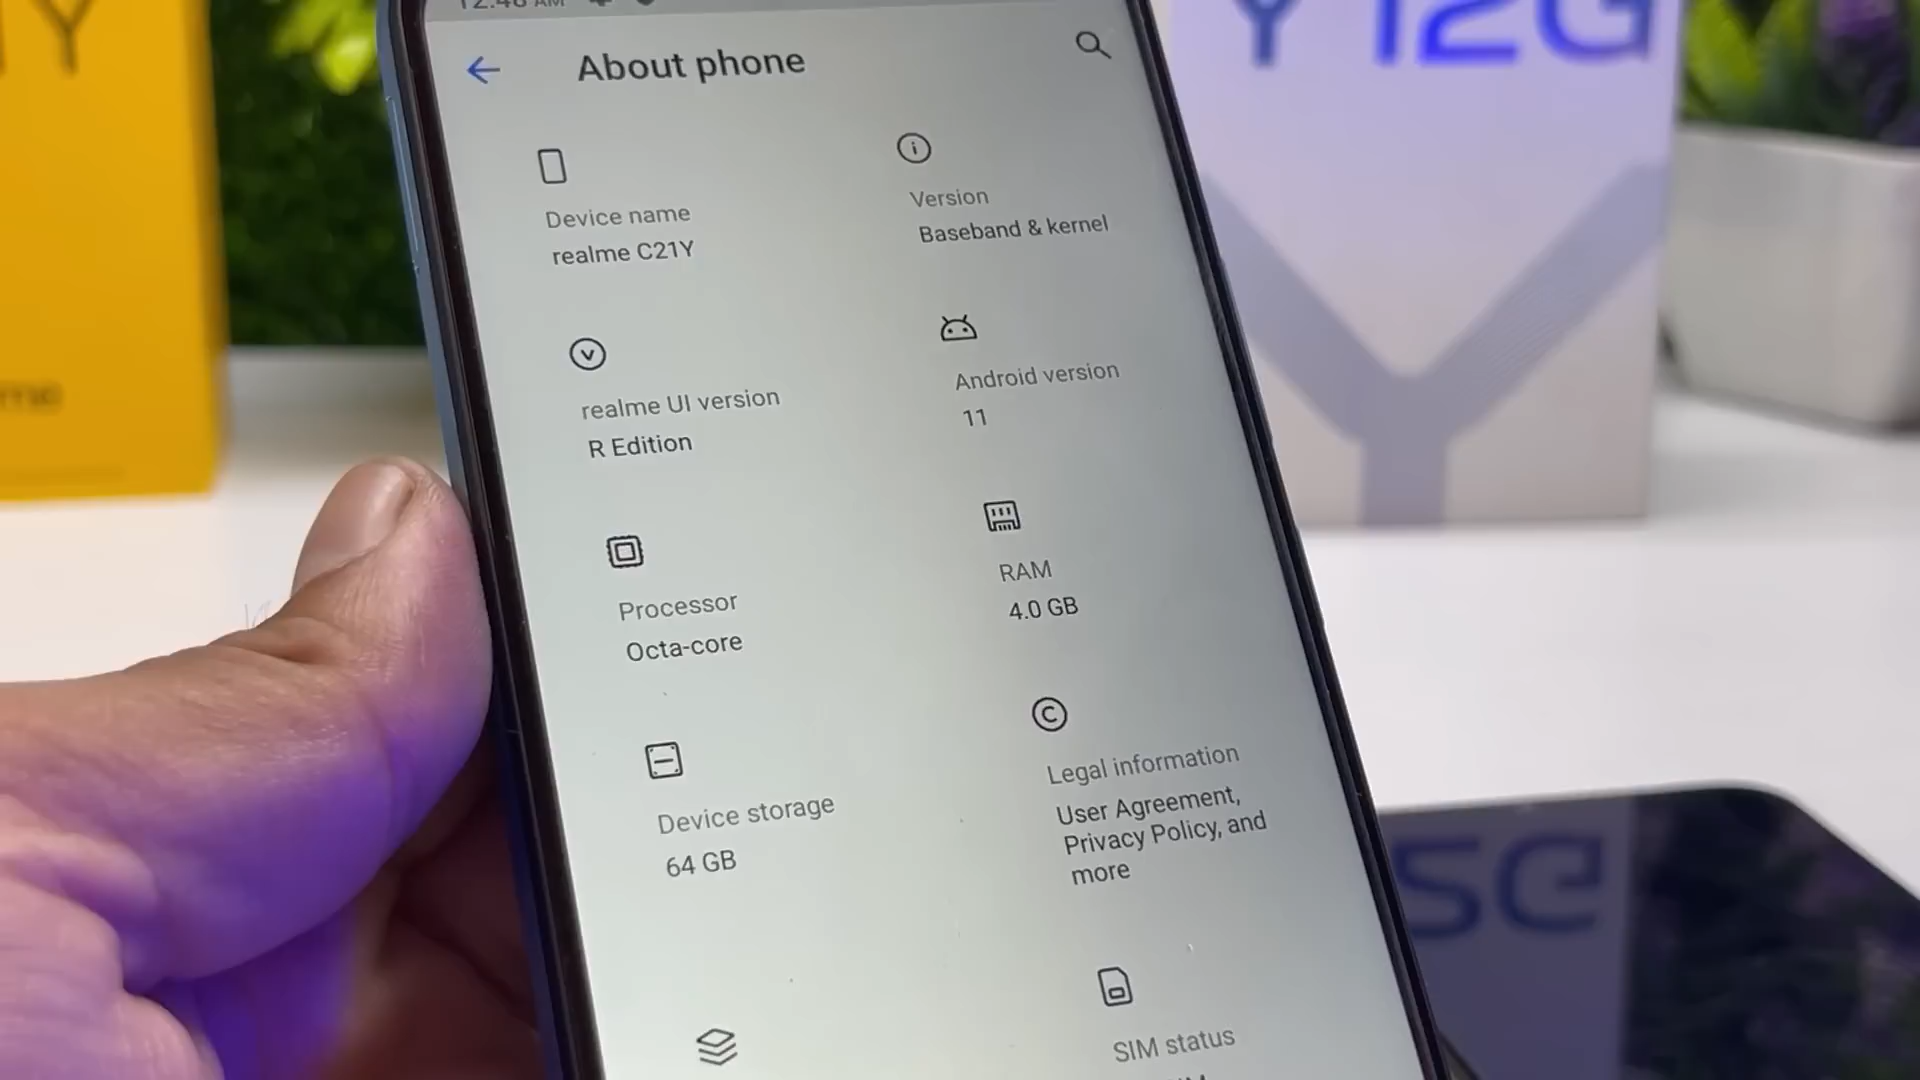 About phone
Device name
realme C21Y
Version
Baseband & kernel
realme UI version
R Edition
Android version
11
Processor
Octa-core
RAM
4.0 GB
Device storage
64 GB
Legal information
User Agreement,
Privacy Policy, and
more
SIM status
Y 12G